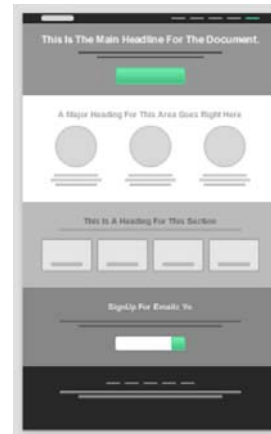 This Is The Main Headline For The Document.
A Major Heading For This Area Goes Right Here
This Is A Heading For This Section
SignUp For Emails Yo